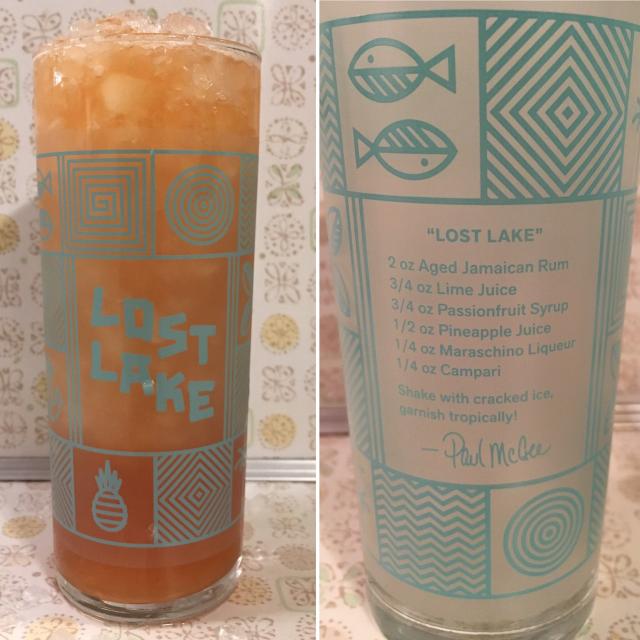 LOST
LAKE
"LOST LAKE"
2 oz Aged Jamaican Rum
3/4 oz Lime Juice
3/4 oz Passionfruit Syrup
1/2 oz Pineapple Juice
1/4 oz Maraschino Liqueur
1/4 oz Campari
Shake with cracked ice,
garnish tropically!
— Paul McGee